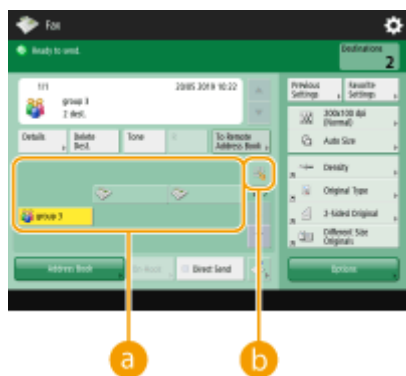 Fax
Ready to send.
Destinations
2
1/1
20/05 2019 10:22
group 3
2 dest.
Previous Settings
Favorite Settings
200x100 dpi
(Normal)
Auto Size
Details
Delete Dest.
Tone
To Remote Address Book
Density
Original Type
2-Sided Original
Different Size Originals
group 3
Address Book
Direct Send
Options
a
b